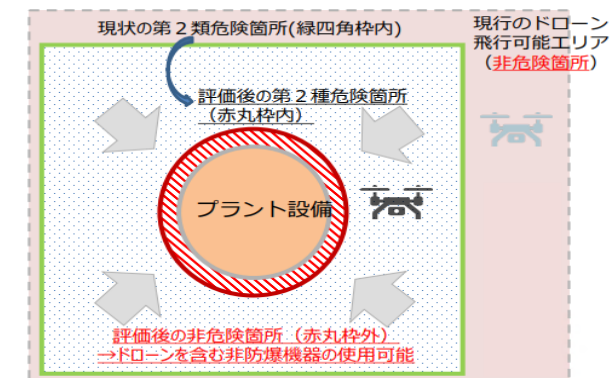 現状の第２類危険箇所(緑四角枠内)
現行のドローン
飛行可能エリア
（非危険箇所）
評価後の第２種危険箇所
（赤丸枠内）
プラント設備
評価後の非危険箇所（赤丸枠外）
→ドローンを含む非防爆機器の使用可能